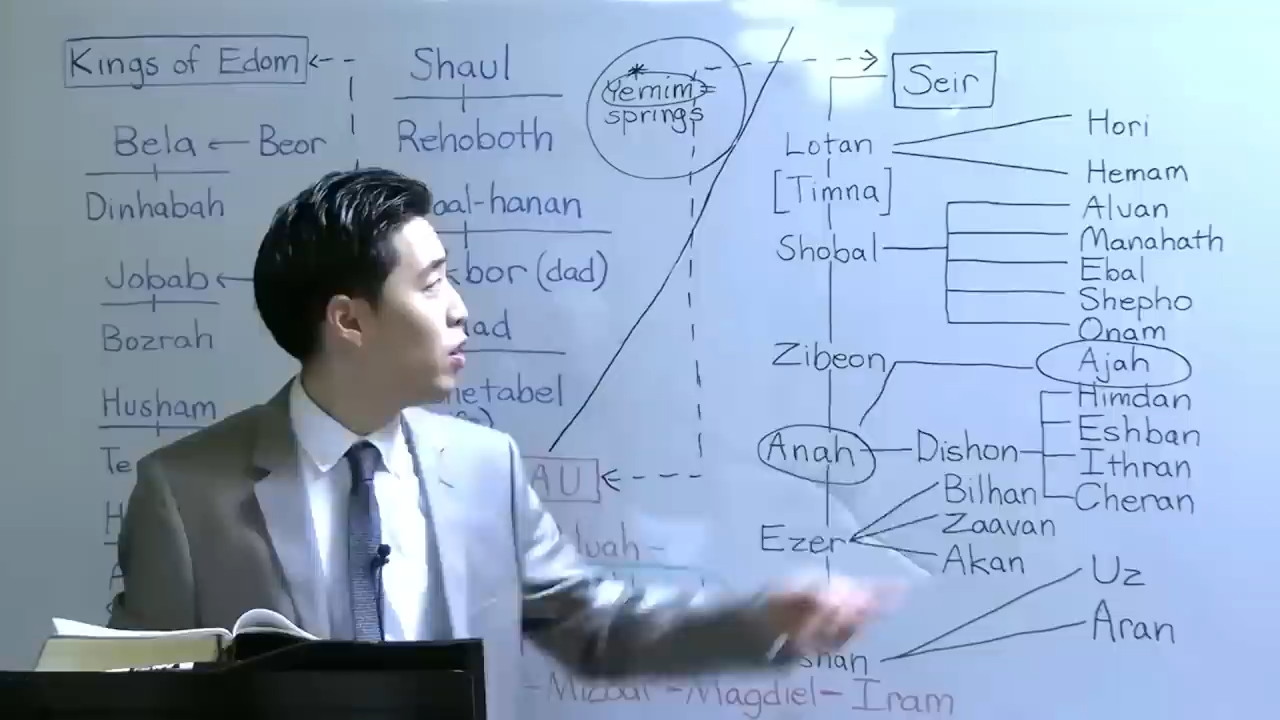 Kings of Edom
Bela ← Beor
Dinhabah
Jobab ←
Bozrah
Husham
Shaul
Rehoboth
(dad)
*Yemim=
springs
Seir
Lotan
[Timna]
Shobal
Zibeon
Anah
Ezer
Hori
Hemam
Alvan
Manahath
Ebal
Shepho
Onam
Ajah
Dishon
Himdan
Eshban
Ithran
Cheran
Bilhan
Zaavan
Akan
Uz
Aran
-Magdiel-Iram